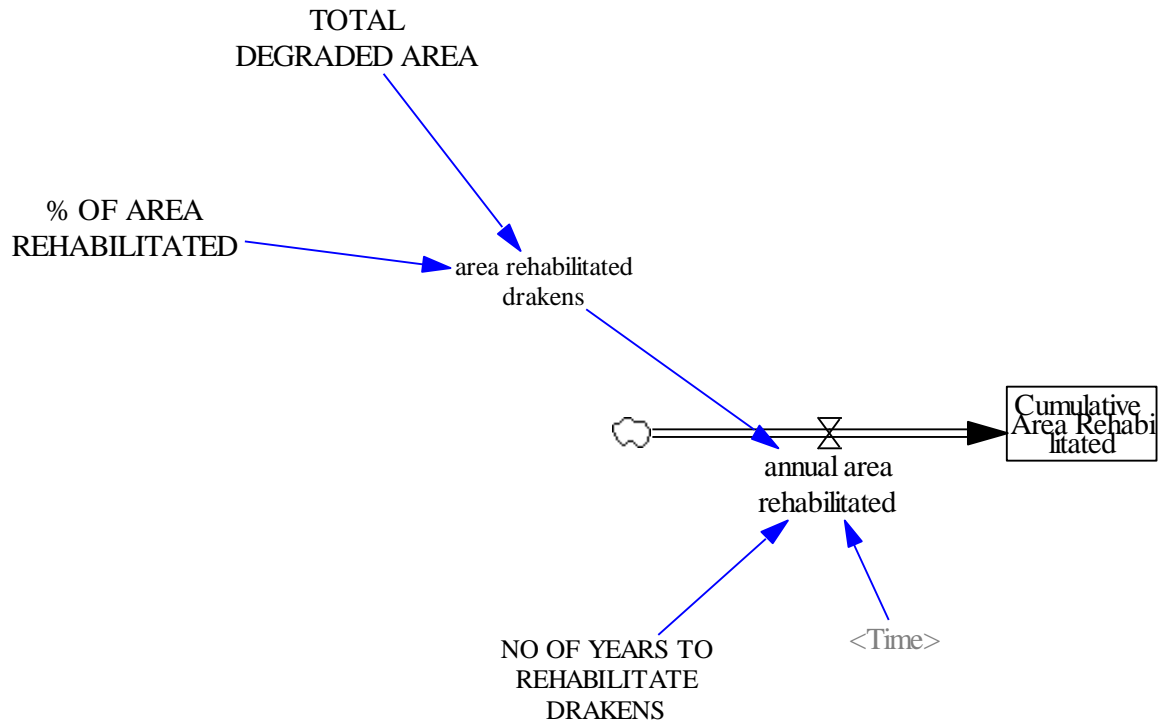 TOTAL
DEGRADED AREA
% OF AREA
REHABILITATED
area rehabilitated
drakens
Cumulative
Area Rehabi
litated
annual area
rehabilitated
NO OF YEARS TO
REHABILITATE
DRAKENS
<Time>